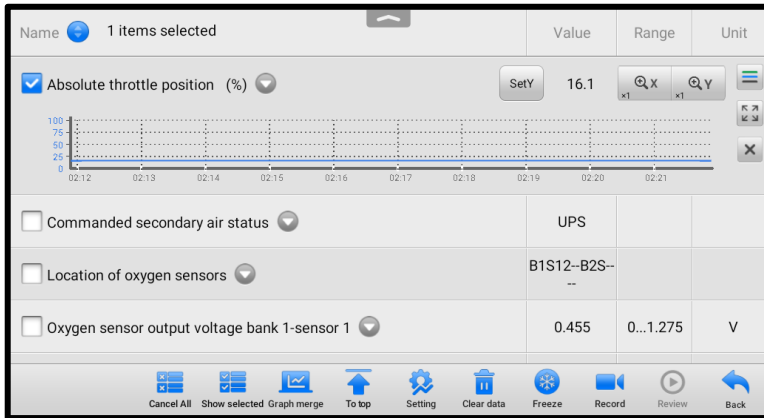 Name 1 items selected Value Range Unit
Absolute throttle position (%) SetY 16.1 ×1 X ×1 Y
100
75
50
25
0
02:12 02:13 02:14 02:15 02:16 02:17 02:18 02:19 02:20 02:21
Commanded secondary air status UPS
Location of oxygen sensors B1S12--B2S--
--
Oxygen sensor output voltage bank 1-sensor 1 0.455 0...1.275 V
Cancel All Show selected Graph merge To top Setting Clear data Freeze Record Review Back